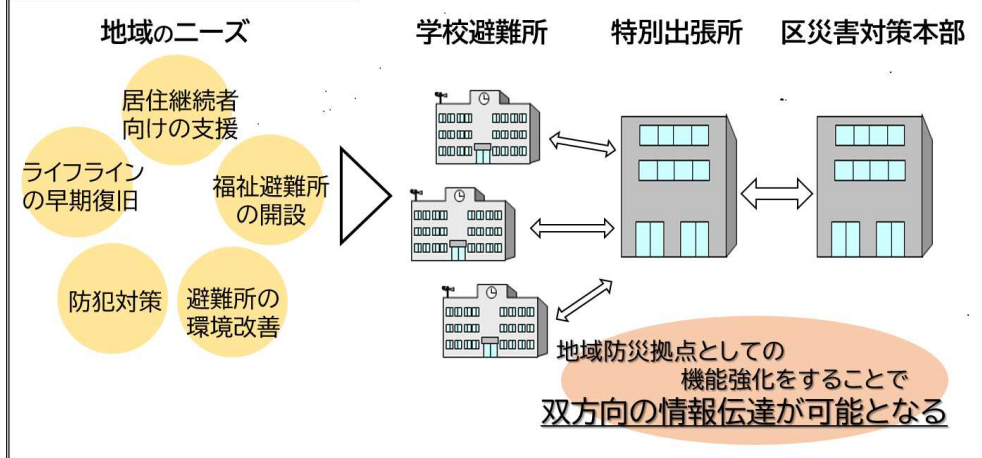 地域のニーズ
学校避難所
特別出張所
区災害対策本部
居住継続者
向けの支援
ライフライン
の早期復旧
福祉避難所
の開設
防犯対策
避難所の
環境改善
地域防災拠点としての
機能強化をすることで
双方向の情報伝達が可能となる